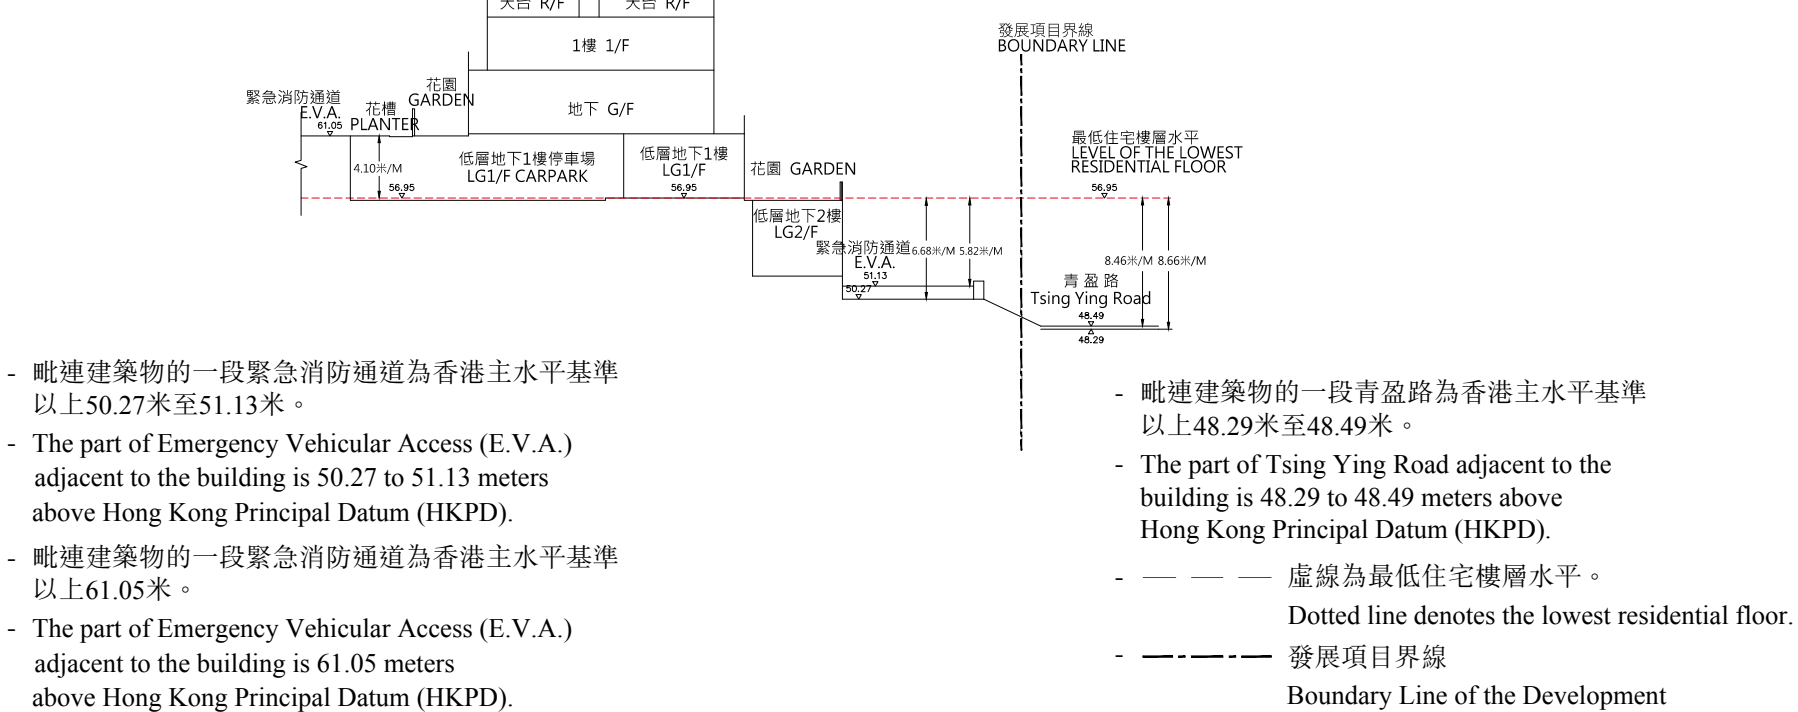 天台 R/F
天台 R/F
1樓 1/F
發展項目界線
BOUNDARY LINE
花園
GARDEN
緊急消防通道
E.V.A.
61.05
花槽
PLANTER
地下 G/F
最低住宅樓層水平
LEVEL OF THE LOWEST
RESIDENTIAL FLOOR
56.95
4.10米/M
低層地下1樓停車場
LG1/F CARPARK
56.95
低層地下1樓
LG1/F
56.95
花園 GARDEN
低層地下2樓
LG2/F
緊急消防通道
E.V.A.
51.13
50.27
6.68米/M
5.82米/M
8.46米/M
8.66米/M
青盈路
Tsing Ying Road
48.49
48.29
- 毗連建築物的一段緊急消防通道為香港主水平基準
以上50.27米至51.13米。
- The part of Emergency Vehicular Access (E.V.A.)
adjacent to the building is 50.27 to 51.13 meters
above Hong Kong Principal Datum (HKPD).
- 毗連建築物的一段緊急消防通道為香港主水平基準
以上61.05米。
- The part of Emergency Vehicular Access (E.V.A.)
adjacent to the building is 61.05 meters
above Hong Kong Principal Datum (HKPD).
- 毗連建築物的一段青盈路為香港主水平基準
以上48.29米至48.49米。
- The part of Tsing Ying Road adjacent to the
building is 48.29 to 48.49 meters above
Hong Kong Principal Datum (HKPD).
- 虛線為最低住宅樓層水平。
Dotted line denotes the lowest residential floor.
- 發展項目界線
Boundary Line of the Development